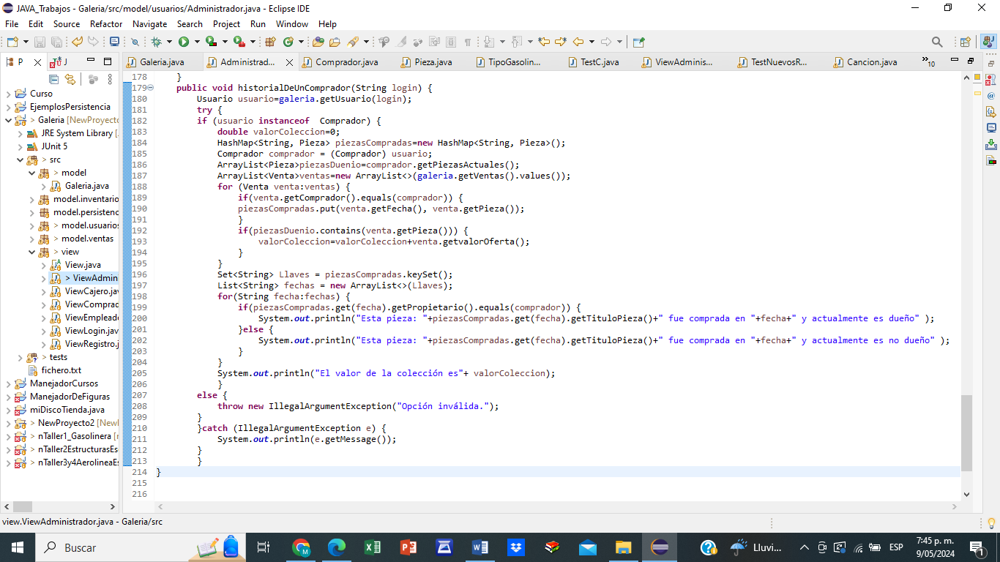 JAVA_Trabajos - Galeria/src/model/usuarios/Administrador.java - Eclipse IDE
File Edit Source Refactor Navigate Search Project Run Window Help
P
J
Galeria.java
Administrad...
Comprador.java
Pieza.java
TipoGasolin...
TestC.java
ViewAdminis...
TestNuevosR...
Cancion.java
»10
Curso
EjemplosPersistencia
> Galeria [NewProyecto
JRE System Library [
JUnit 5
> src
> model
Galeria.java
model.inventario
model.persistenc
> model.usuarios
> model.ventas
> view
View.java
> ViewAdmin
ViewCajero.jav
ViewComprad
ViewEmplead
ViewLogin.jav
ViewRegistro.j
> tests
fichero.txt
ManejadorCursos
ManejadorDeFiguras
miDiscoTienda.java
> NewProyecto2 [New
> nTaller1_Gasolinera [
> nTaller2EstructurasEs
> nTaller3y4AerolineaEs
178 }
179 public void historialDeUnComprador(String login) {
180 Usuario usuario=galeria.getUsuario(login);
181 try {
182 if (usuario instanceof  Comprador) {
183 double valorColeccion=0;
184 HashMap<String, Pieza> piezasCompradas=new HashMap<String, Pieza>();
185 Comprador comprador = (Comprador) usuario;
186 ArrayList<Pieza>piezasDuenio=comprador.getPiezasActuales();
187 ArrayList<Venta>ventas=new ArrayList<>(galeria.getVentas().values());
188 for (Venta venta:ventas) {
189 if(venta.getComprador().equals(comprador)) {
190 piezasCompradas.put(venta.getFecha(), venta.getPieza());
191 }
192 if(piezasDuenio.contains(venta.getPieza())) {
193 valorColeccion=valorColeccion+venta.getvalorOferta();
194 }
195 }
196 Set<String> Llaves = piezasCompradas.keySet();
197 List<String> fechas = new ArrayList<>(Llaves);
198 for(String fecha:fechas) {
199 if(piezasCompradas.get(fecha).getPropietario().equals(comprador)) {
200 System.out.println("Esta pieza: "+piezasCompradas.get(fecha).getTituloPieza()+" fue comprada en "+fecha+" y actualmente es dueño" );
201 }else {
202 System.out.println("Esta pieza: "+piezasCompradas.get(fecha).getTituloPieza()+" fue comprada en "+fecha+" y actualmente es no dueño" );
203 }
204 }
205 System.out.println("El valor de la colección es"+ valorColeccion);
206 }
207 else {
208 throw new IllegalArgumentException("Opción inválida.");
209 }
210 }catch (IllegalArgumentException e) {
211 System.out.println(e.getMessage());
212 }
213 }
214 }
215
216
view.ViewAdministrador.java - Galeria/src
Buscar
Lluvi...
ESP
7:45 p. m.
9/05/2024
1